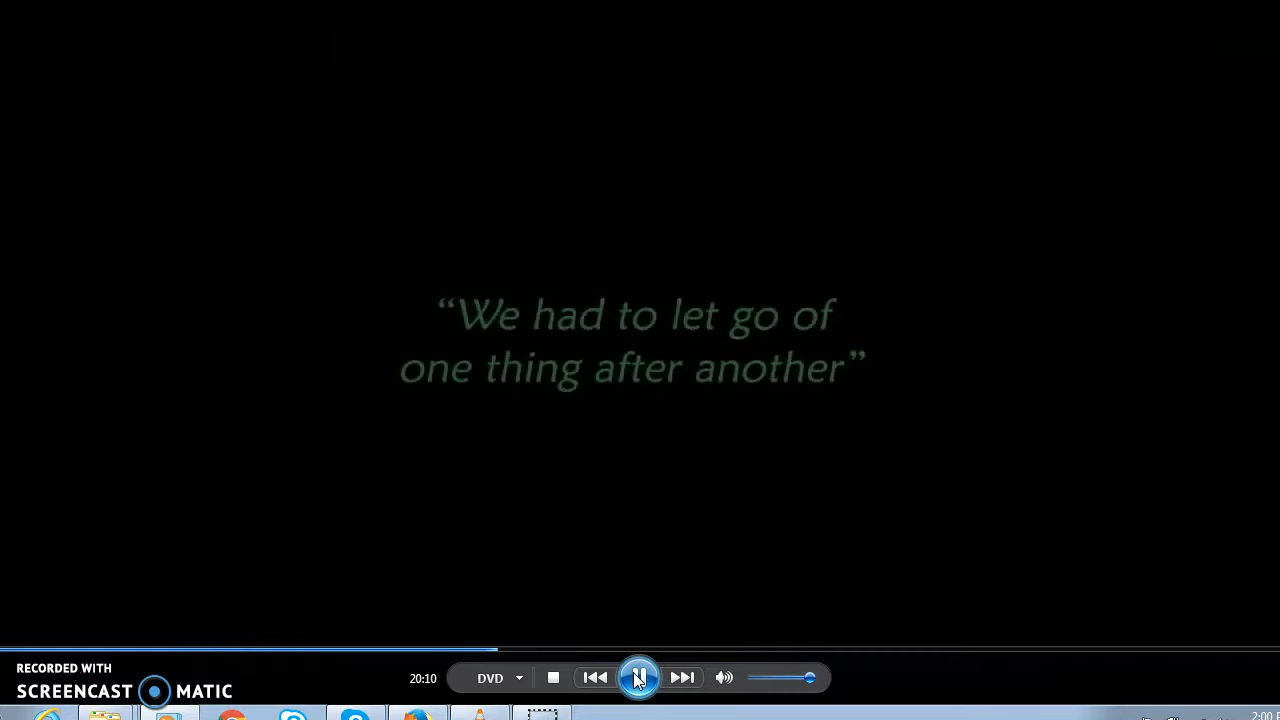 “We had to let go of
one thing after another”
RECORDED WITH
SCREENCAST MATIC
20:10
DVD